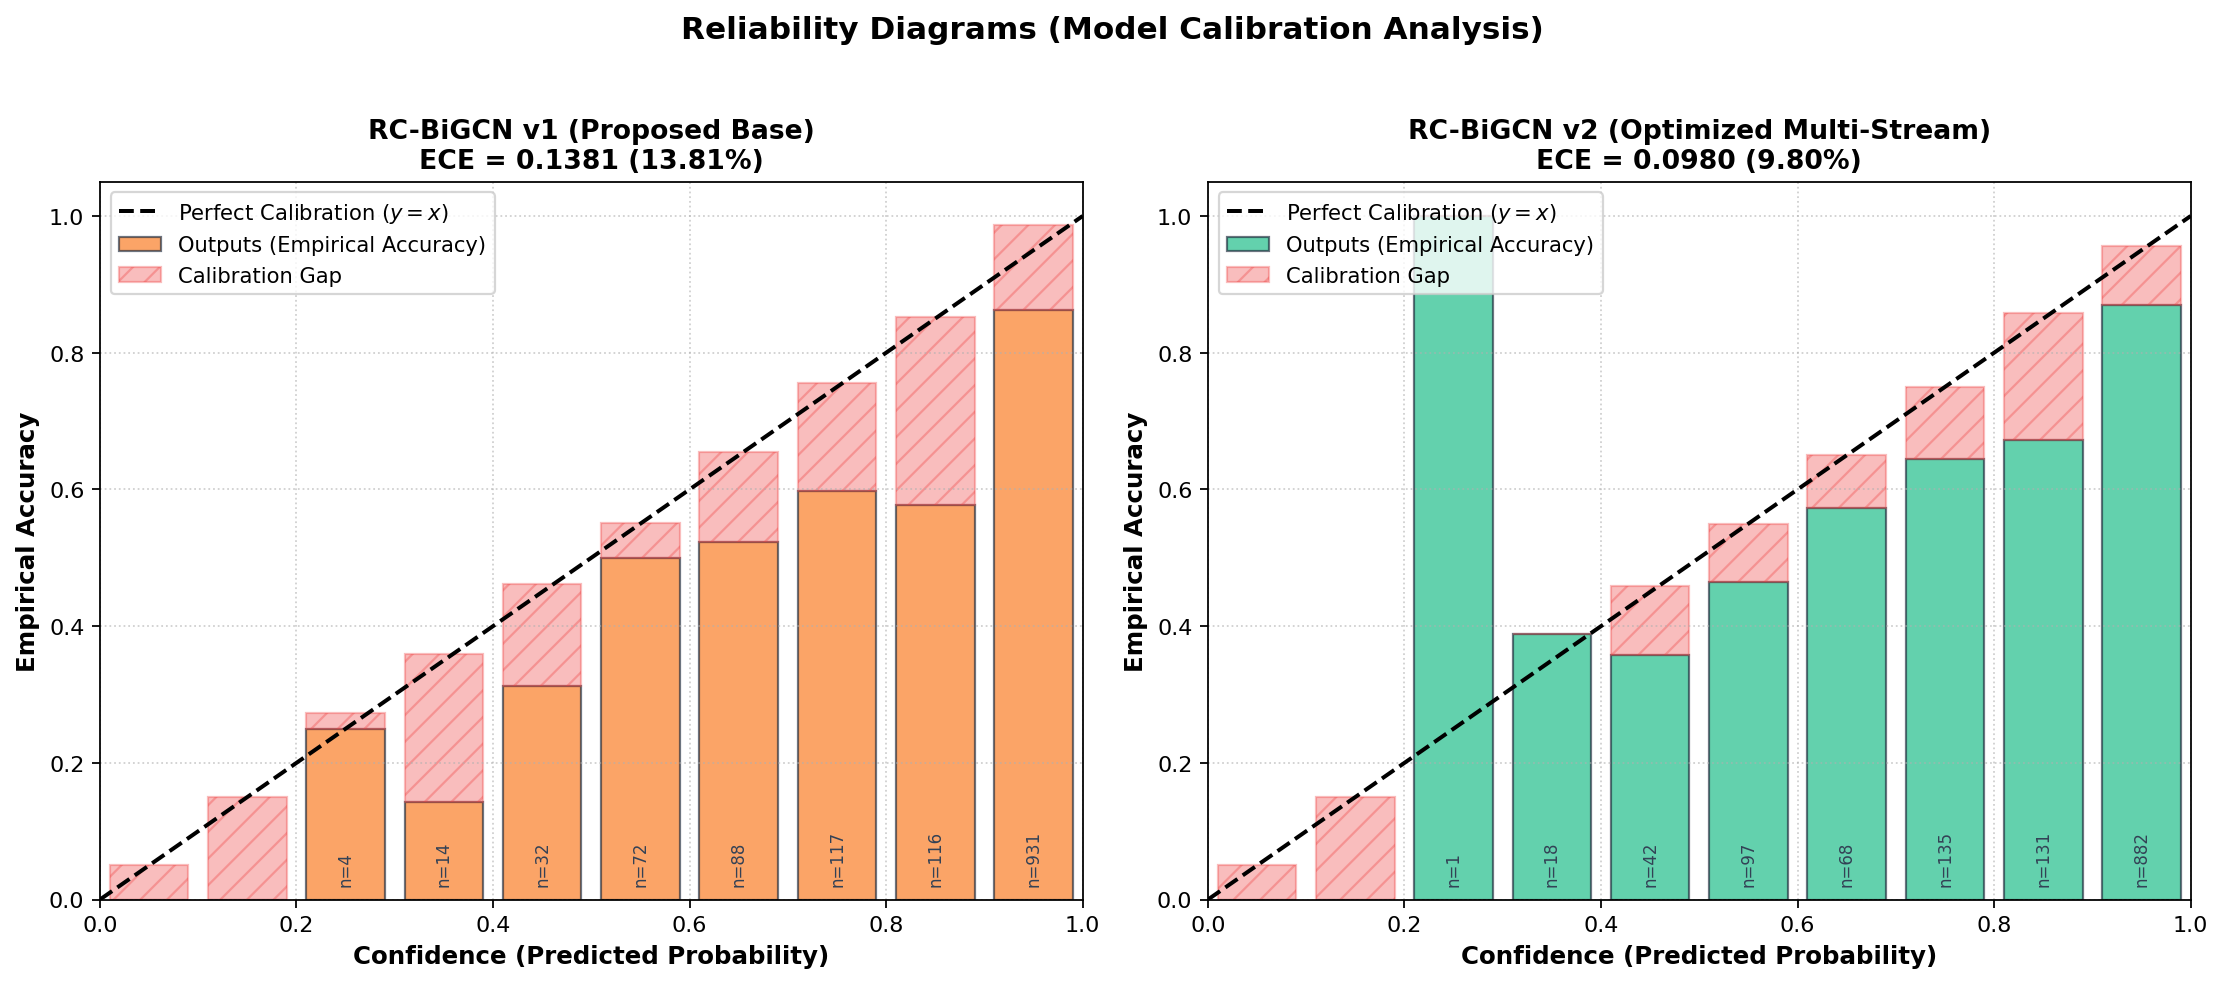 Reliability Diagrams (Model Calibration Analysis)
RC-BiGCN v1 (Proposed Base)
ECE = 0.1381 (13.81%)
Perfect Calibration (y = x)
Outputs (Empirical Accuracy)
Calibration Gap
1.0
0.8
0.6
0.4
0.2
0.0
Empirical Accuracy
n=4
n=14
n=32
n=72
n=88
n=117
n=116
n=931
0.0 0.2 0.4 0.6 0.8 1.0
Confidence (Predicted Probability)
RC-BiGCN v2 (Optimized Multi-Stream)
ECE = 0.0980 (9.80%)
Perfect Calibration (y = x)
Outputs (Empirical Accuracy)
Calibration Gap
1.0
0.8
0.6
0.4
0.2
0.0
Empirical Accuracy
n=1
n=18
n=42
n=97
n=68
n=135
n=131
n=882
0.0 0.2 0.4 0.6 0.8 1.0
Confidence (Predicted Probability)